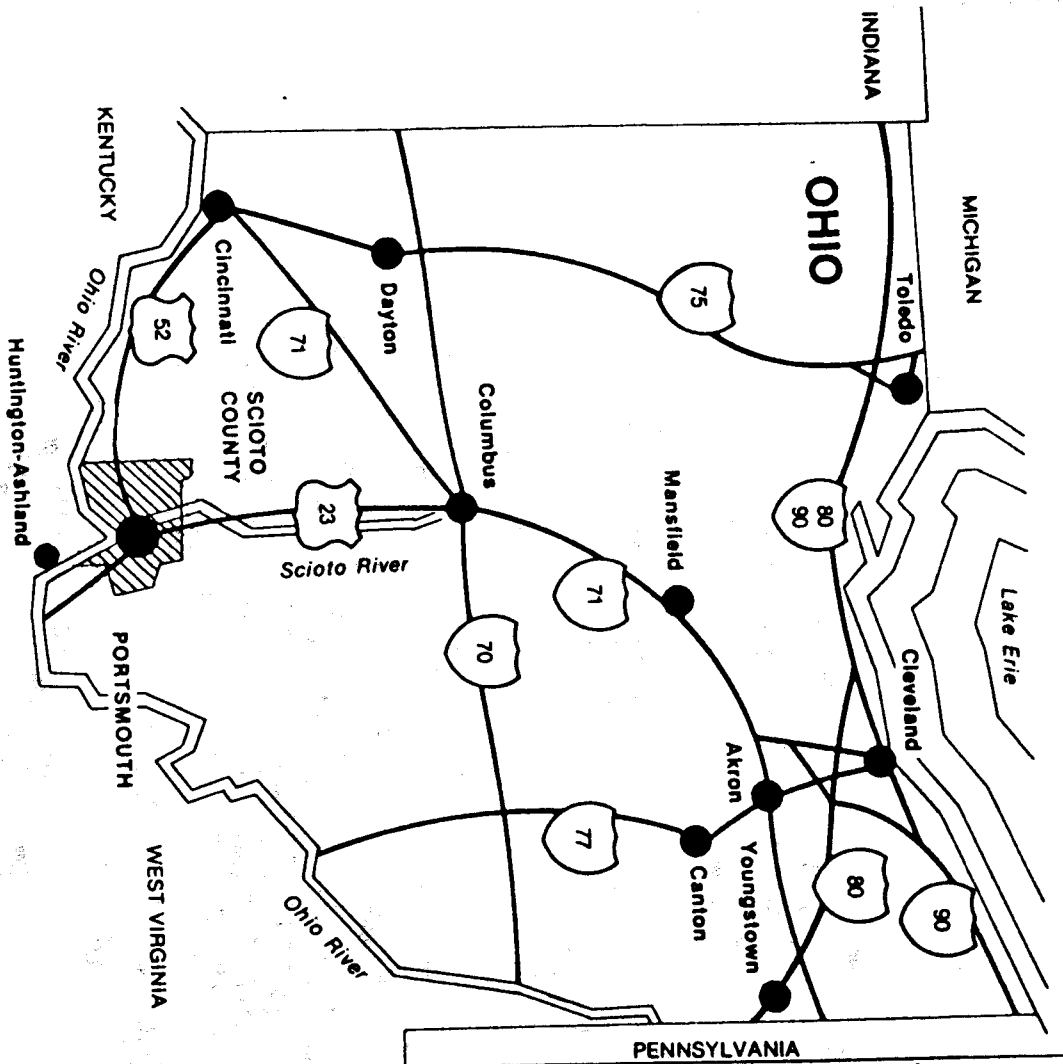 INDIANA
MICHIGAN
OHIO
Toledo
Lake Erie
75
80
90
Cleveland
Dayton
Mansfield
Akron
Youngstown
80
90
KENTUCKY
Cincinnati
71
Columbus
71
Canton
Ohio River
52
SCIOTO
COUNTY
23
Scioto River
70
77
Huntington-Ashland
PORTSMOUTH
WEST VIRGINIA
Ohio River
PENNSYLVANIA